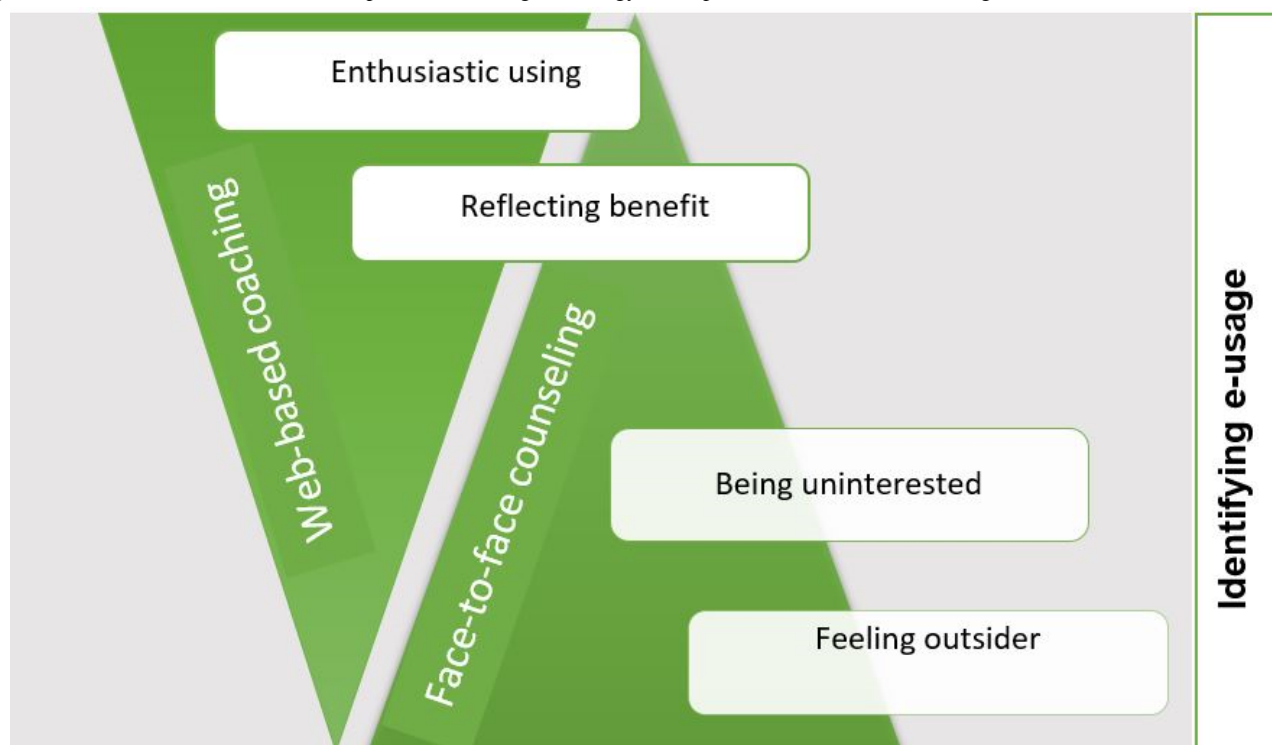 Enthusiastic using
Reflecting benefit
Web-based coaching
Face-to-face counseling
Being uninterested
Feeling outsider
Identifying e-usage